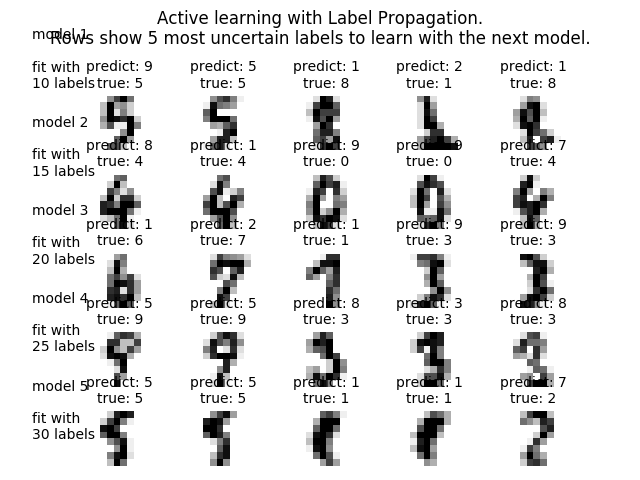 Active learning with Label Propagation.
Rows show 5 most uncertain labels to learn with the next model.
model 1
fit with
10 labels
predict: 9
true: 5
predict: 5
true: 5
predict: 1
true: 8
predict: 2
true: 1
predict: 1
true: 8
model 2
fit with
15 labels
predict: 8
true: 4
predict: 1
true: 4
predict: 9
true: 0
predict: 9
true: 0
predict: 7
true: 4
model 3
fit with
20 labels
predict: 1
true: 6
predict: 2
true: 7
predict: 1
true: 1
predict: 9
true: 3
predict: 9
true: 3
model 4
fit with
25 labels
predict: 5
true: 9
predict: 5
true: 9
predict: 8
true: 3
predict: 3
true: 3
predict: 8
true: 3
model 5
fit with
30 labels
predict: 5
true: 5
predict: 5
true: 5
predict: 1
true: 1
predict: 1
true: 1
predict: 7
true: 2